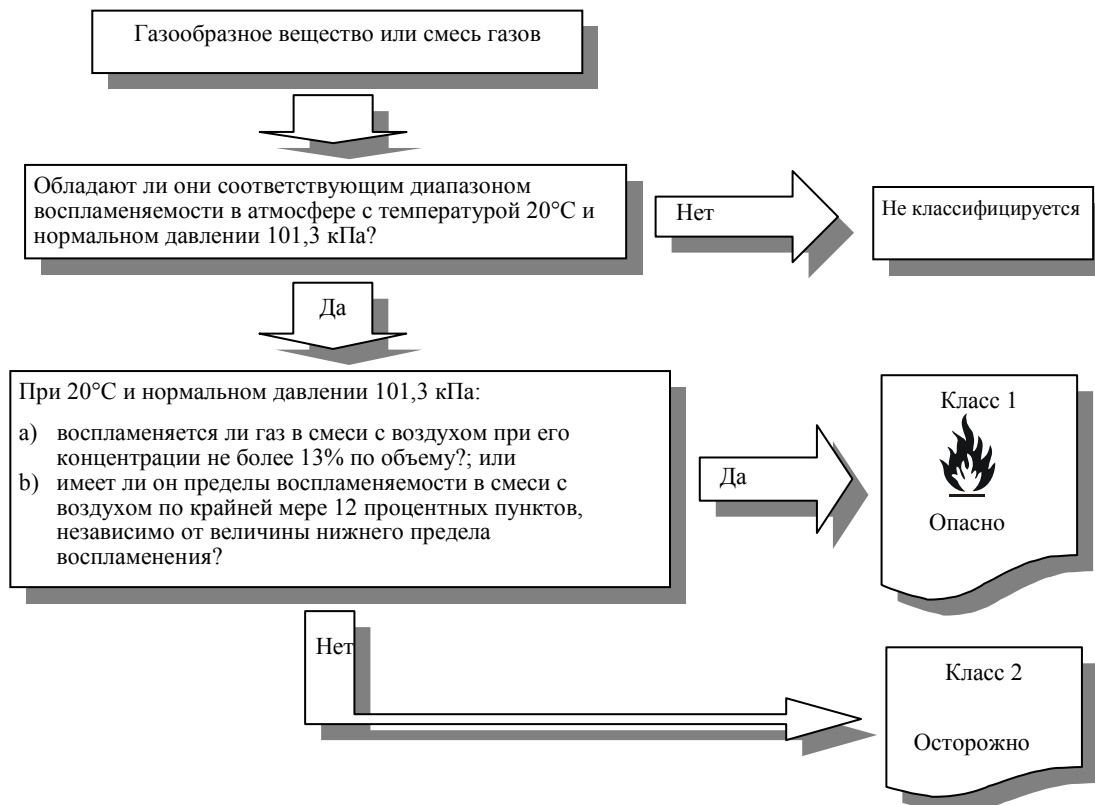 Газообразное вещество или смесь газов
Обладают ли они соответствующим диапазоном
воспламеняемости в атмосфере с температурой 20°С и
нормальном давлении 101,3 кПа?
Нет
Не классифицируется
Да
При 20°С и нормальном давлении 101,3 кПа:
a) воспламеняется ли газ в смеси с воздухом при его
концентрации не более 13% по объему?; или
b) имеет ли он пределы воспламеняемости в смеси с
воздухом по крайней мере 12 процентных пунктов,
независимо от величины нижнего предела
воспламенения?
Да
Класс 1
Опасно
Нет
Класс 2
Осторожно